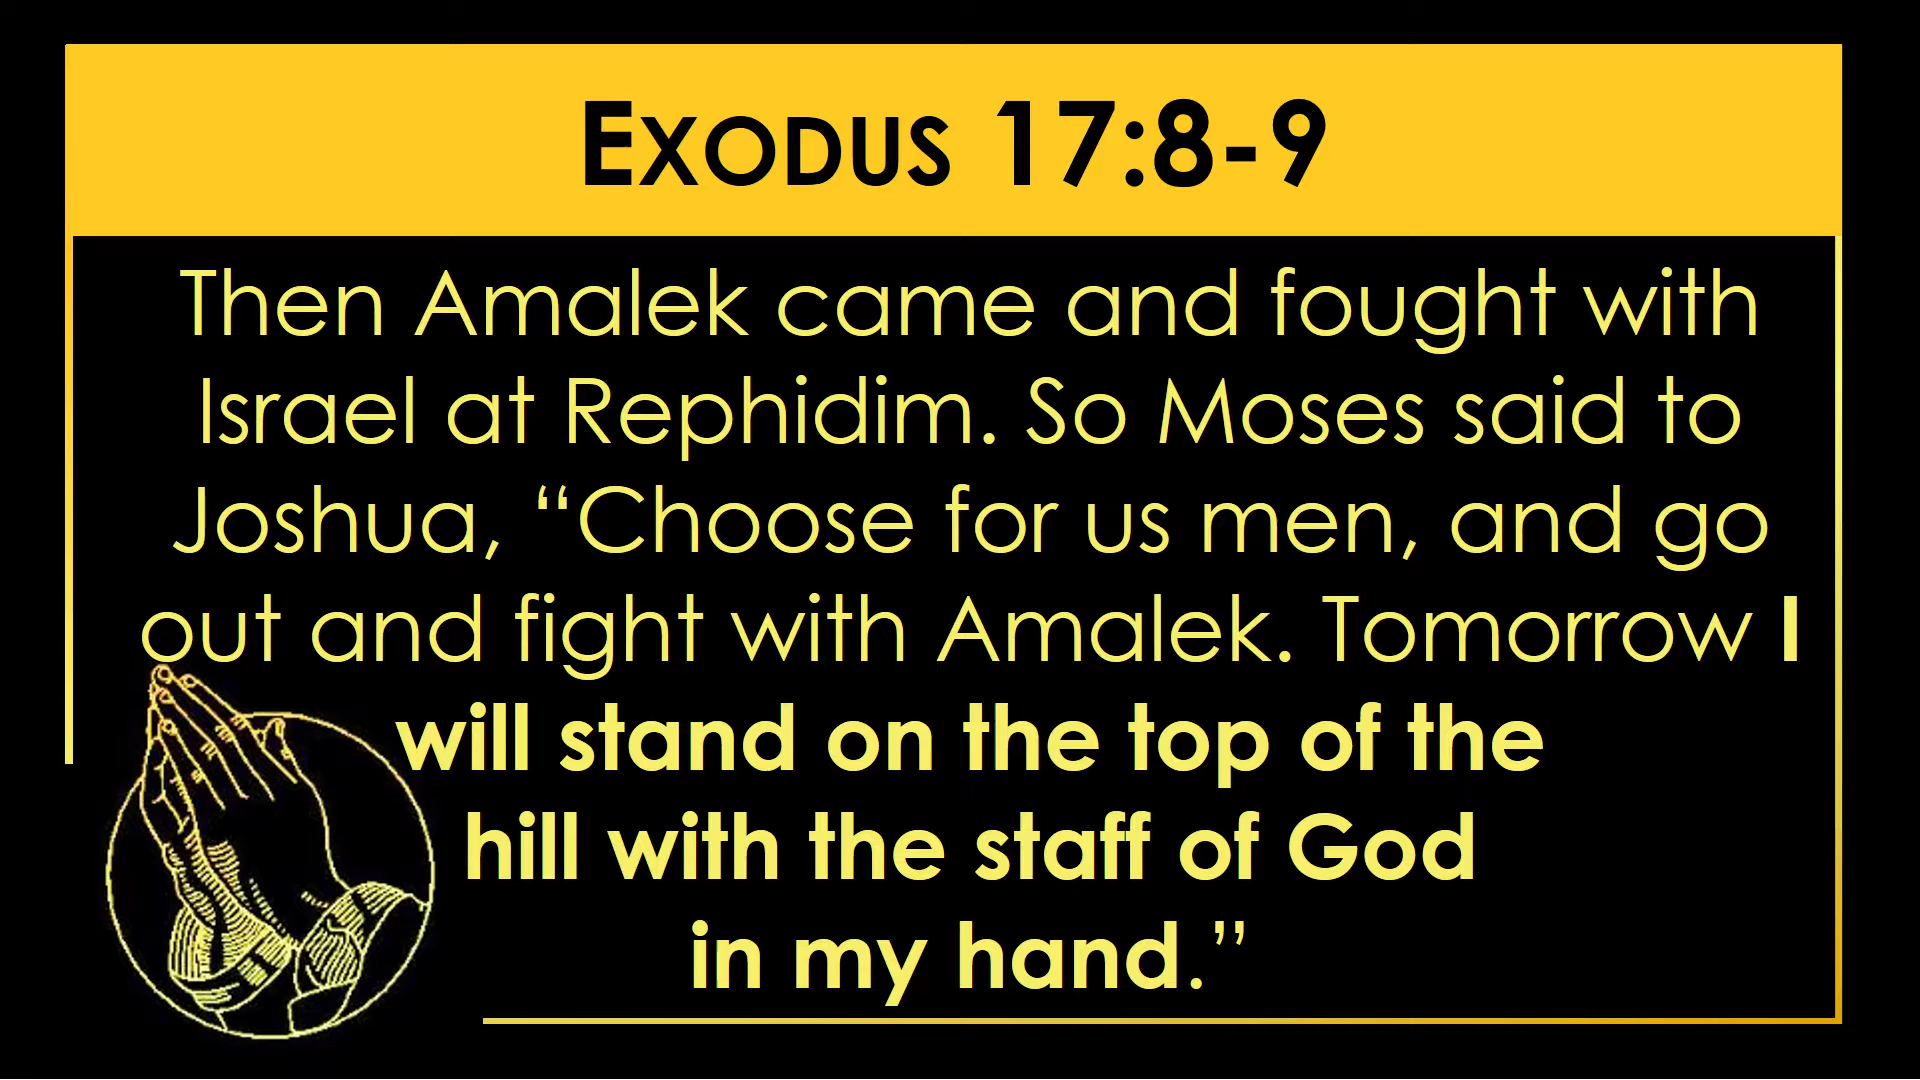 EXODUS 17:8-9
Then Amalek came and fought with
Israel at Rephidim. So Moses said to
Joshua, “Choose for us men, and go
out and fight with Amalek. Tomorrow I
will stand on the top of the
hill with the staff of God
in my hand.”